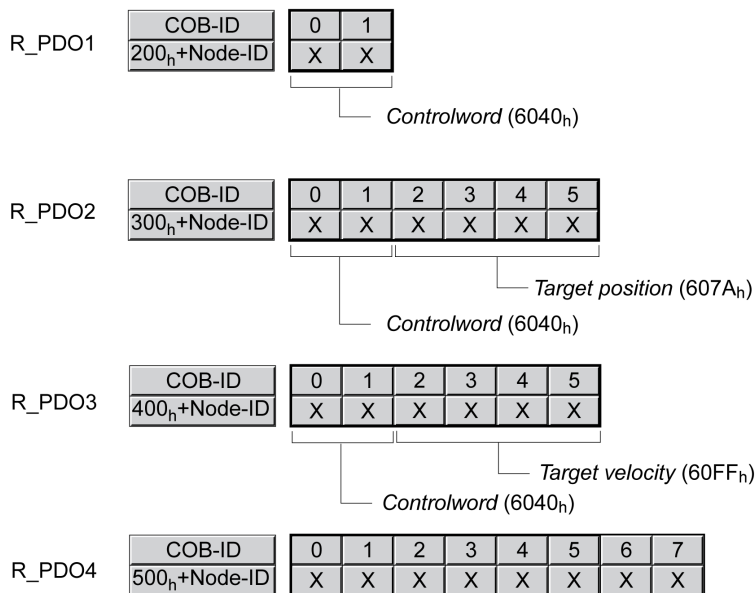 R_PDO1
COB-ID 0 1
200h+Node-ID X X
Controlword (6040h)
R_PDO2
COB-ID 0 1 2 3 4 5
300h+Node-ID X X X X X X
Target position (607Ah)
Controlword (6040h)
R_PDO3
COB-ID 0 1 2 3 4 5
400h+Node-ID X X X X X X
Target velocity (60FFh)
Controlword (6040h)
R_PDO4
COB-ID 0 1 2 3 4 5 6 7
500h+Node-ID X X X X X X X X